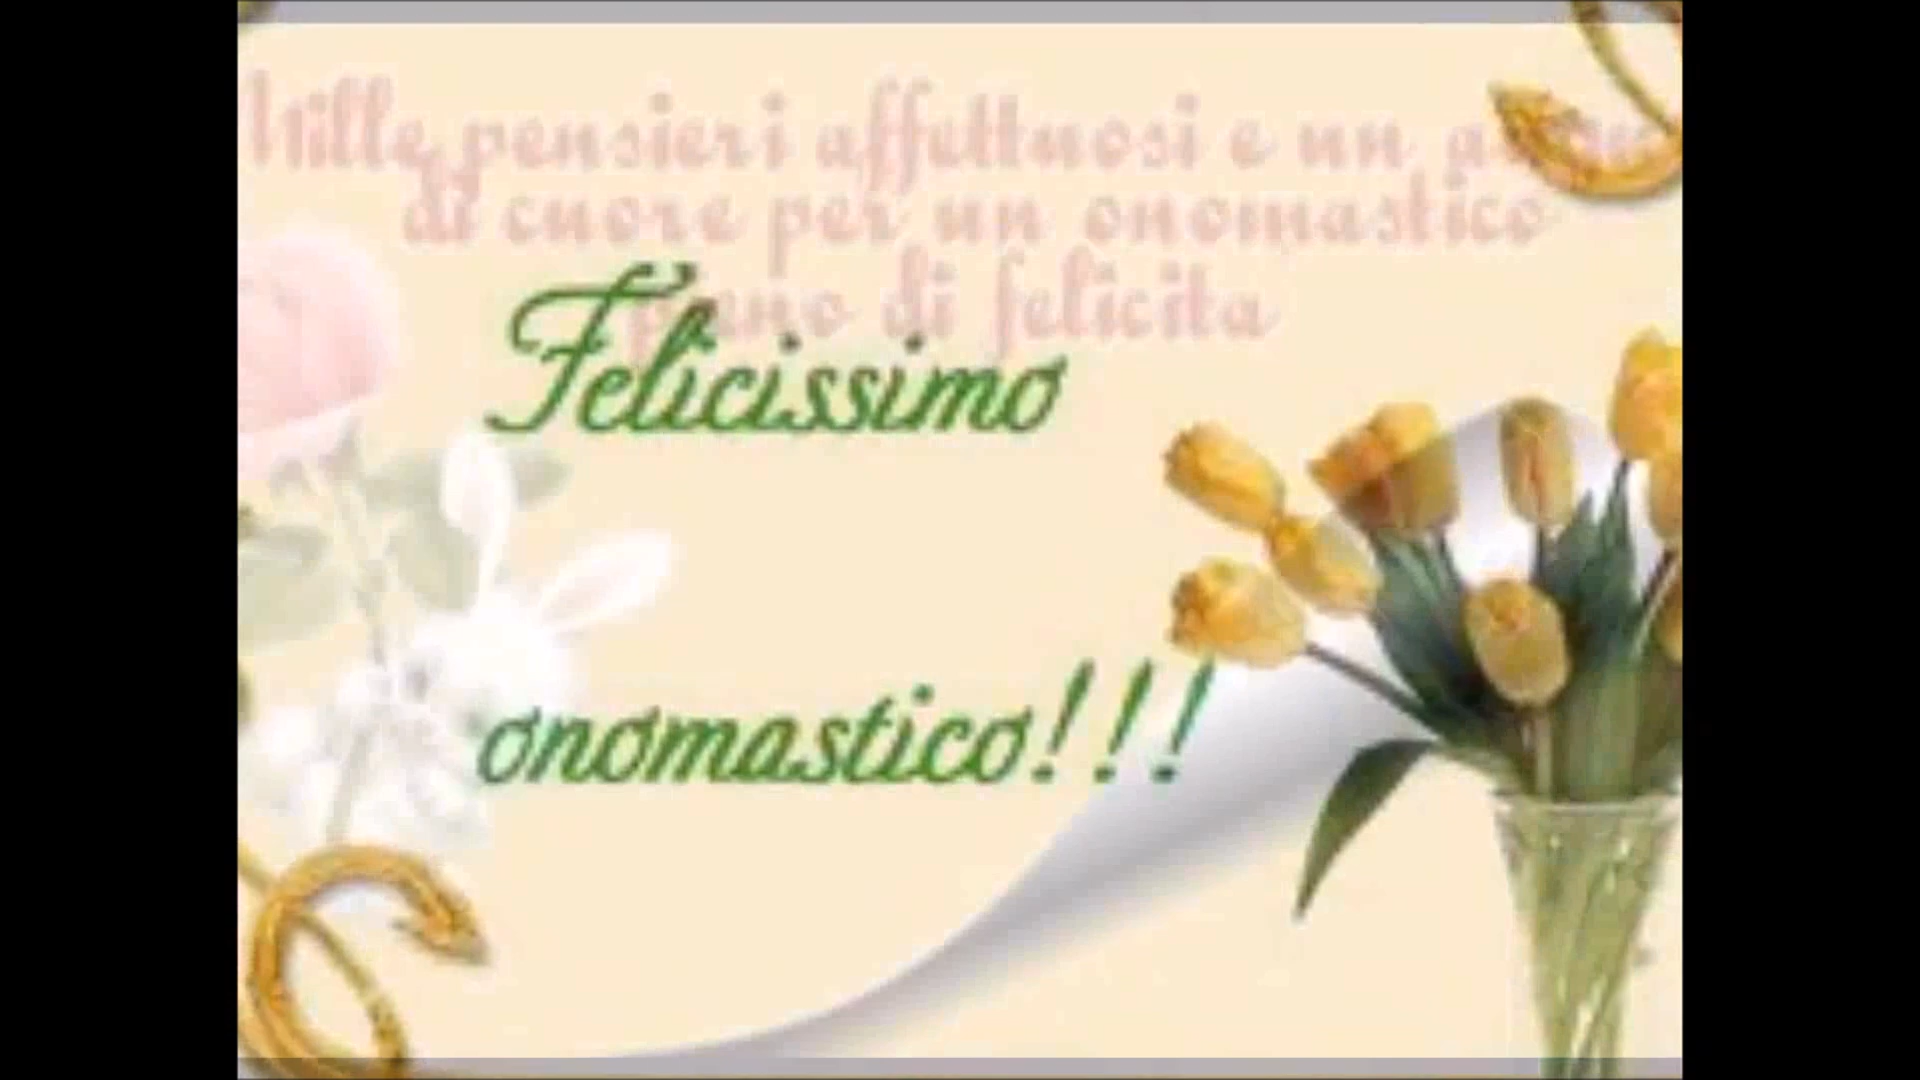 Mille pensieri affettuosi e un
di cuore per un onomastico
di felicita
Felicissimo
onomastico!!!